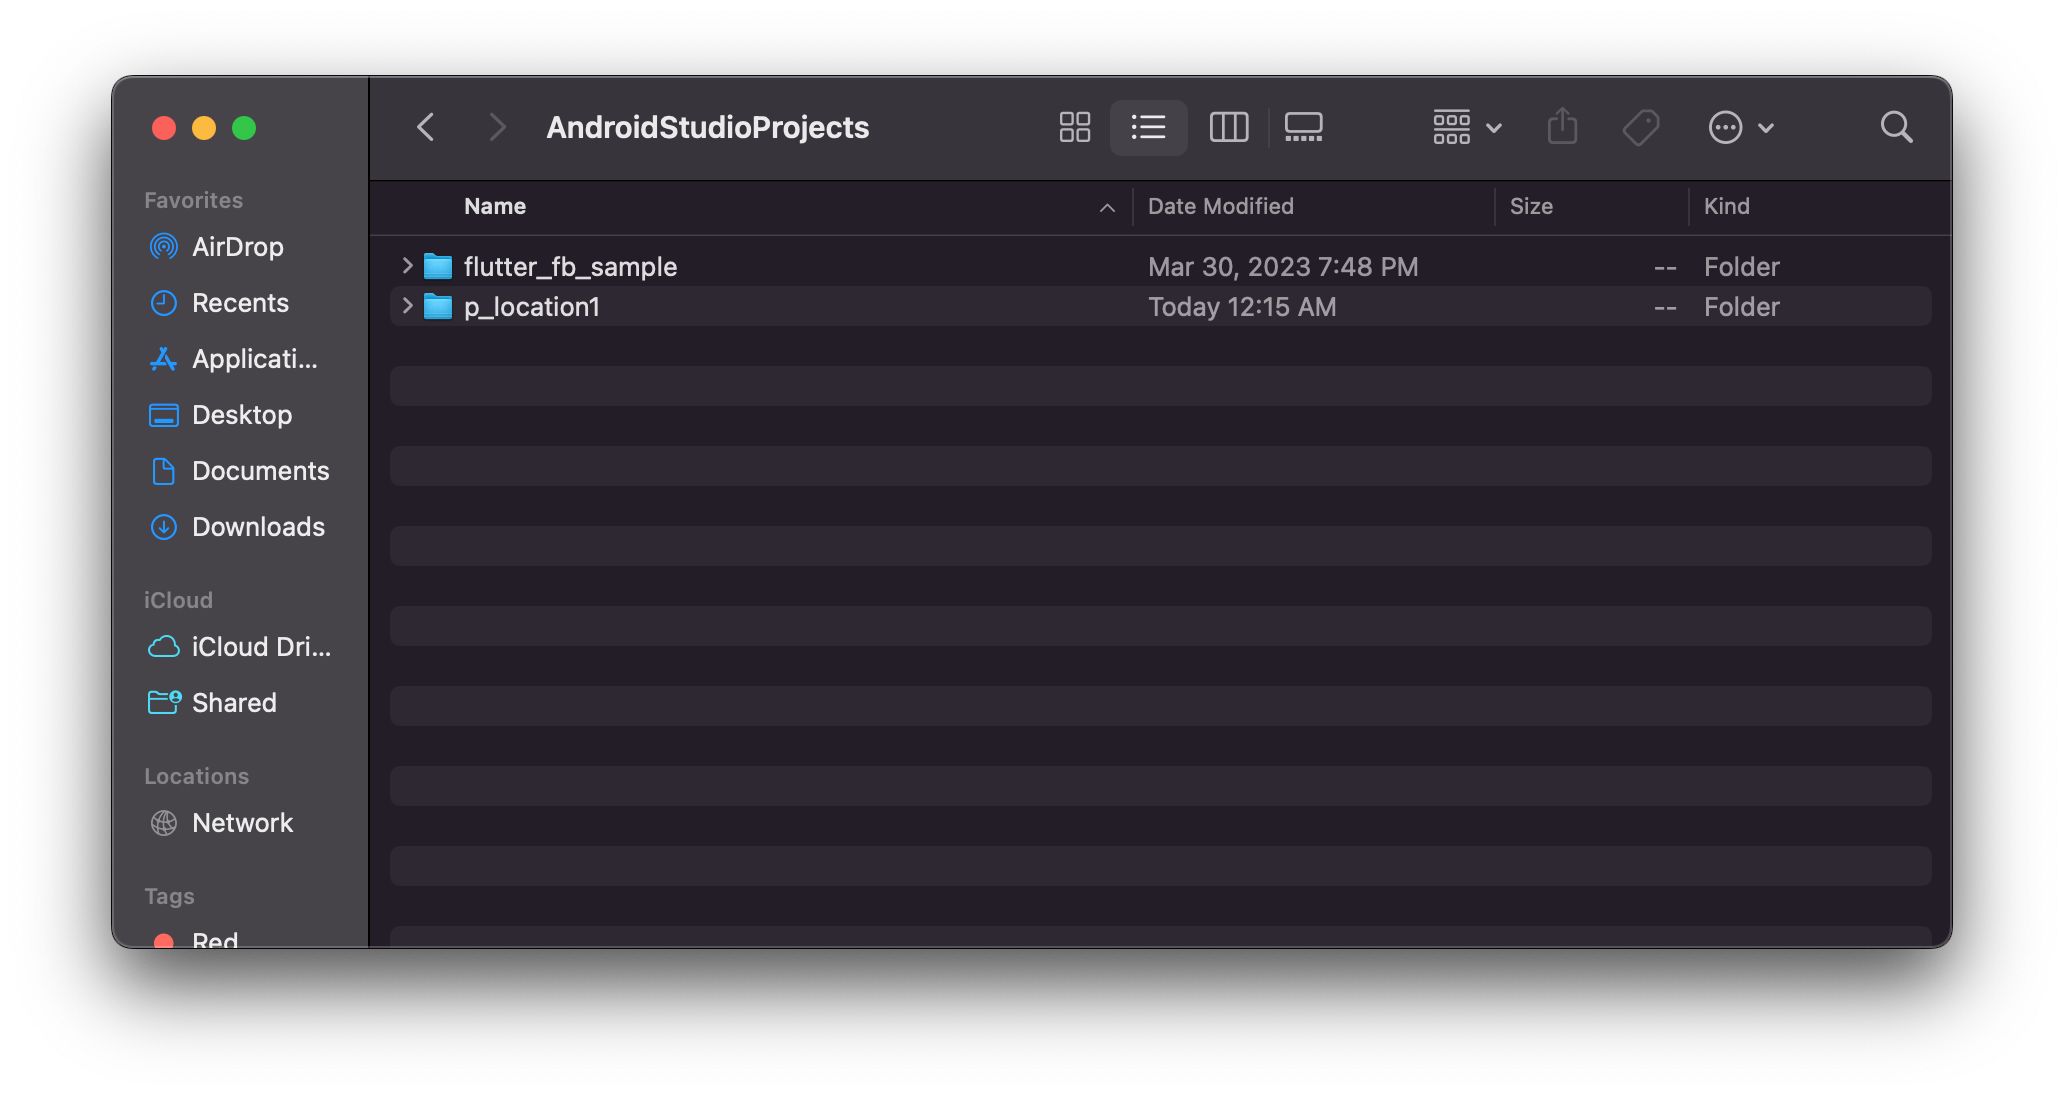 AndroidStudioProjects
Favorites
AirDrop
Recents
Applicati...
Desktop
Documents
Downloads
iCloud
iCloud Dri...
Shared
Locations
Network
Tags
Red
Name Date Modified Size Kind
flutter_fb_sample Mar 30, 2023 7:48 PM -- Folder
p_location1 Today 12:15 AM -- Folder